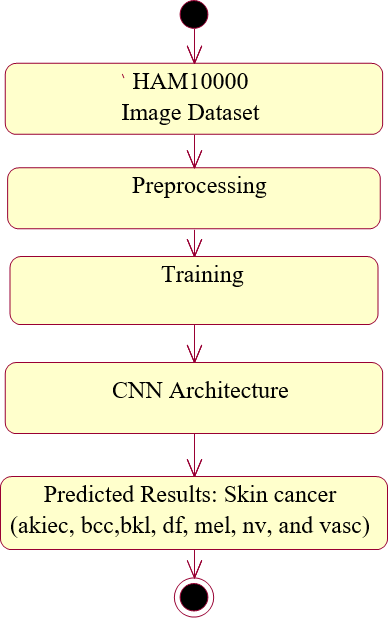 HAM10000
Image Dataset
Preprocessing
Training
CNN Architecture
Predicted Results: Skin cancer
(akiec, bcc,bkl, df, mel, nv, and vasc)